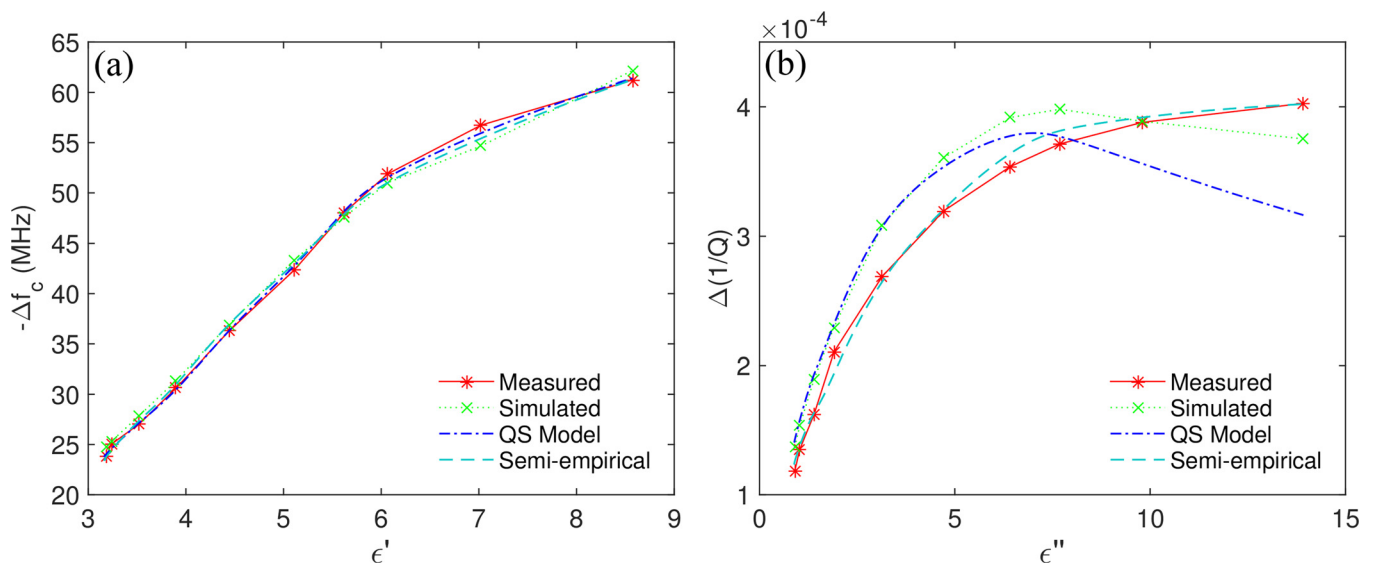 (a)
65
60
55
50
45
40
35
30
25
20
-Δf_c (MHz)
3 4 5 6 7 8 9
ϵ'
Measured
Simulated
QS Model
Semi-empirical
×10⁻⁴
(b)
4
3
2
1
Δ(1/Q)
0 5 10 15
ϵ''
Measured
Simulated
QS Model
Semi-empirical